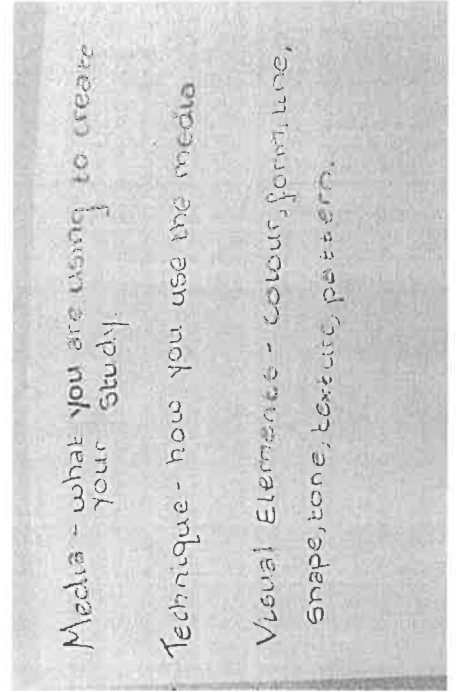 Media - what you are using to create
your study.
Technique - how you use the media
Visual Elements - colour, form, line,
shape, tone, texture, pattern.